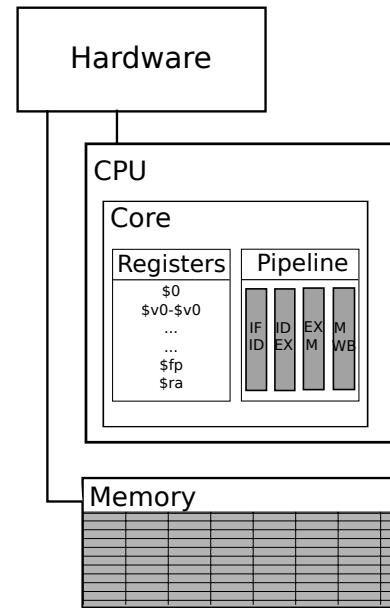 Hardware
CPU
Core
Registers
$0
$v0-$v0
...
...
$fp
$ra
Pipeline
IF
ID
ID
EX
EX
M
M
WB
Memory